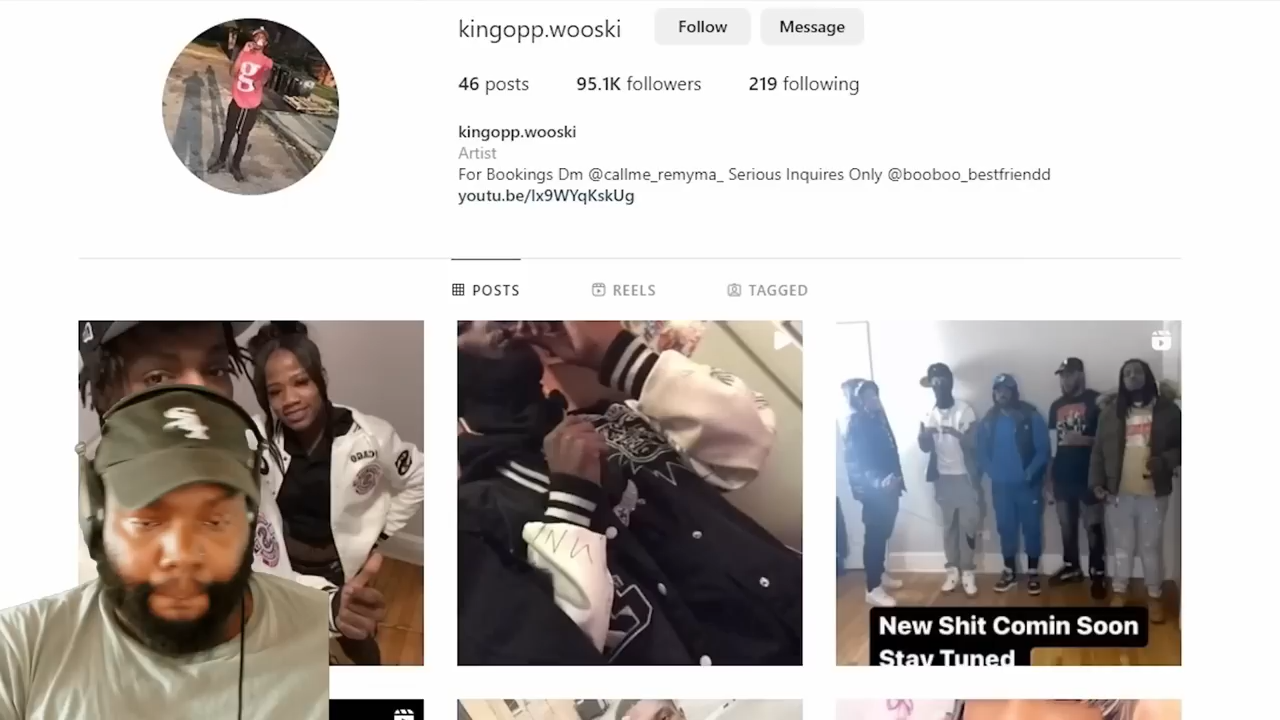 kingopp.wooski
Follow
Message
46 posts
95.1K followers
219 following
kingopp.wooski
Artist
For Bookings Dm @callme_remyma_ Serious Inquires Only @booboo_bestfriendd
youtu.be/Ix9WYqKskUg
POSTS
REELS
TAGGED
g
New Shit Comin Soon
Stay Tuned